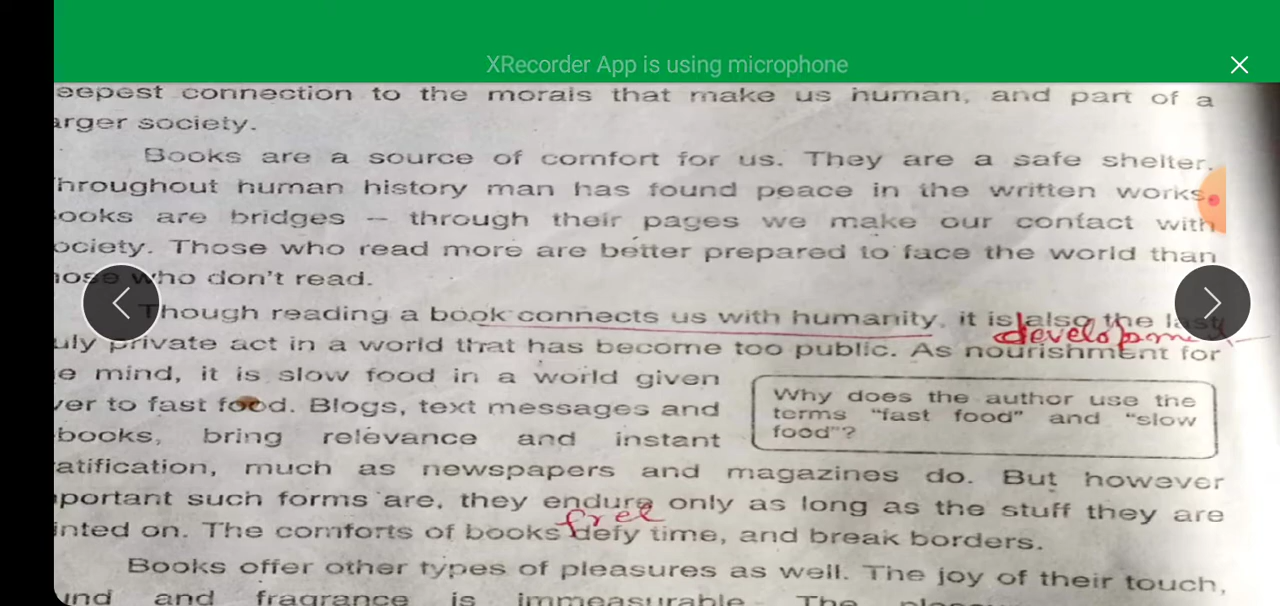 XRecorder App is using microphone
eepest connection to the morals that make us human, and part of a
arger society.
Books are a source of comfort for us. They are a safe shelter.
hroughout human history man has found peace in the written works.
ooks are bridges – through their pages we make our contact with
ociety. Those who read more are better prepared to face the world than
who don't read.
Though reading a book connects us with humanity, it is also the last
developme
uly private act in a world that has become too public. As nourishment for
e mind, it is slow food in a world given
ver to fast food. Blogs, text messages and
books, bring relevance and instant
Why does the author use the
terms "fast food" and "slow
food"?
atification, much as newspapers and magazines do. But however
portant such forms are, they endure only as long as the stuff they are
free
inted on. The comforts of books defy time, and break borders.
Books offer other types of pleasures as well. The joy of their touch,
und and fragrance is immeasurable The